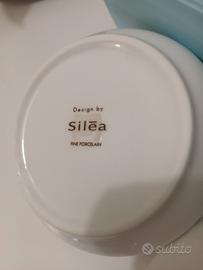 Design by
Silēa
FINE PORCELAIN
subito